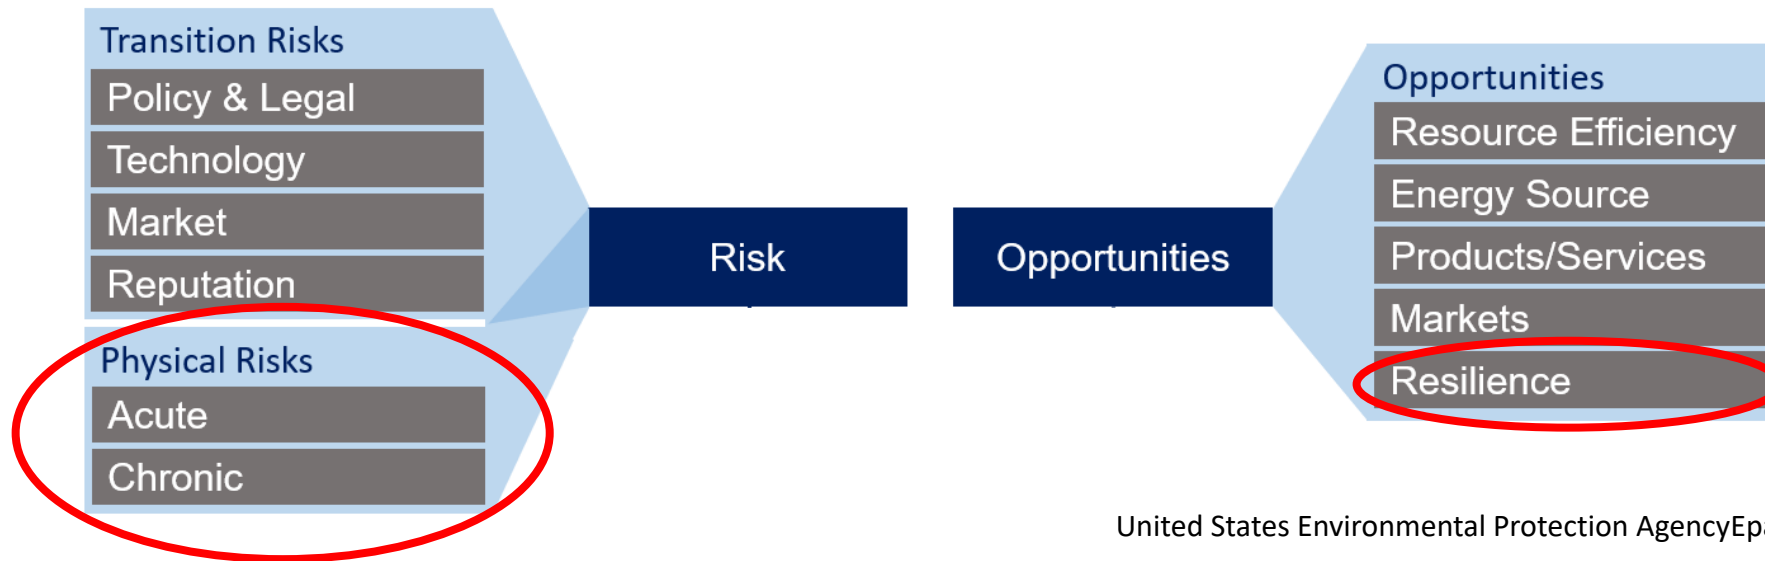 Transition Risks
Policy & Legal
Technology
Market
Reputation
Physical Risks
Acute
Chronic
Risk
Opportunities
Opportunities
Resource Efficiency
Energy Source
Products/Services
Markets
Resilience
United States Environmental Protection AgencyEpa